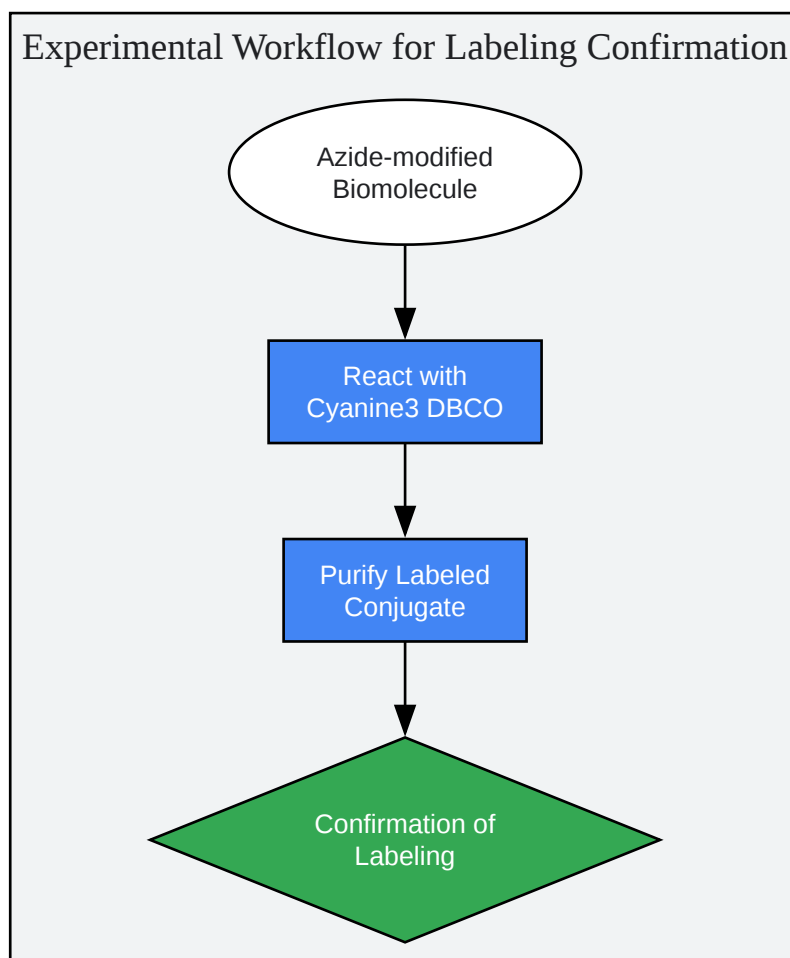 Experimental Workflow for Labeling Confirmation
Azide-modified
Biomolecule
React with
Cyanine3 DBCO
Purify Labeled
Conjugate
Confirmation of
Labeling